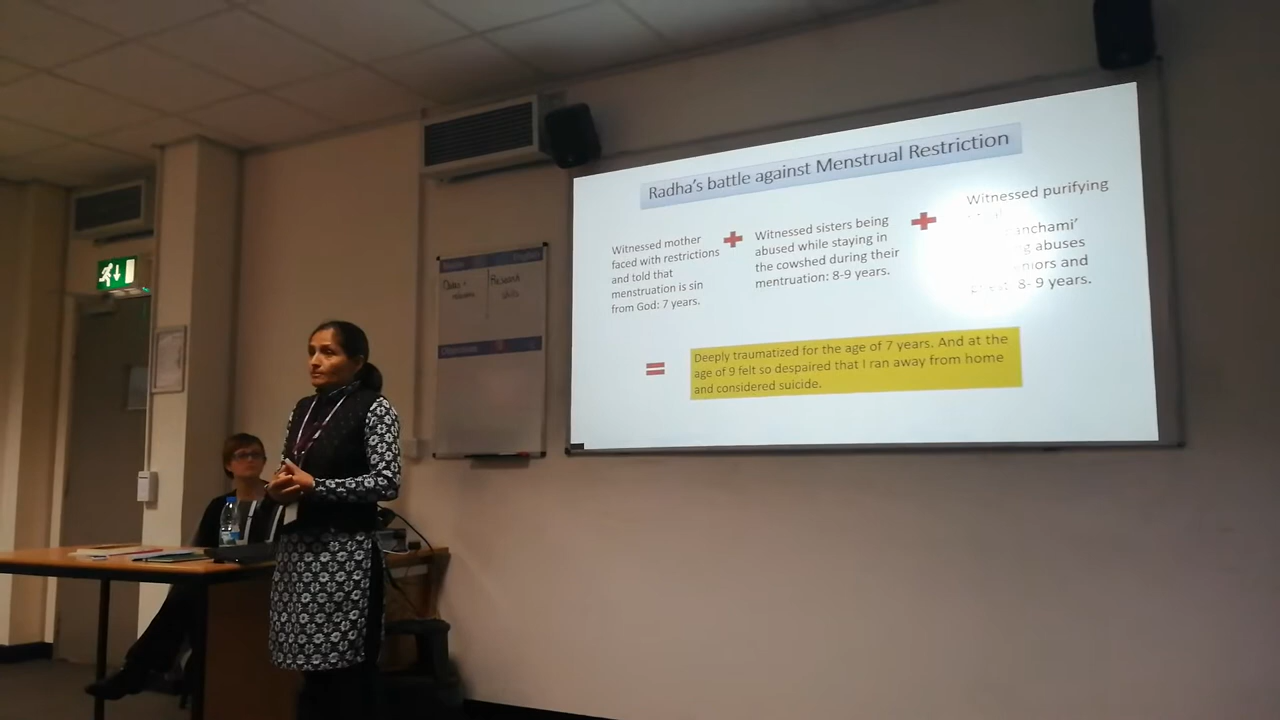 Radha's battle against Menstrual Restriction
Witnessed mother
faced with restrictions
and told that
menstruation is sin
from God: 7 years.
+
Witnessed sisters being
abused while staying in
the cowshed during their
mentruation: 8-9 years.
+
Witnessed purifying
abuses
and
8- 9 years.
=
Deeply traumatized for the age of 7 years. And at the
age of 9 felt so despaired that I ran away from home
and considered suicide.
Research